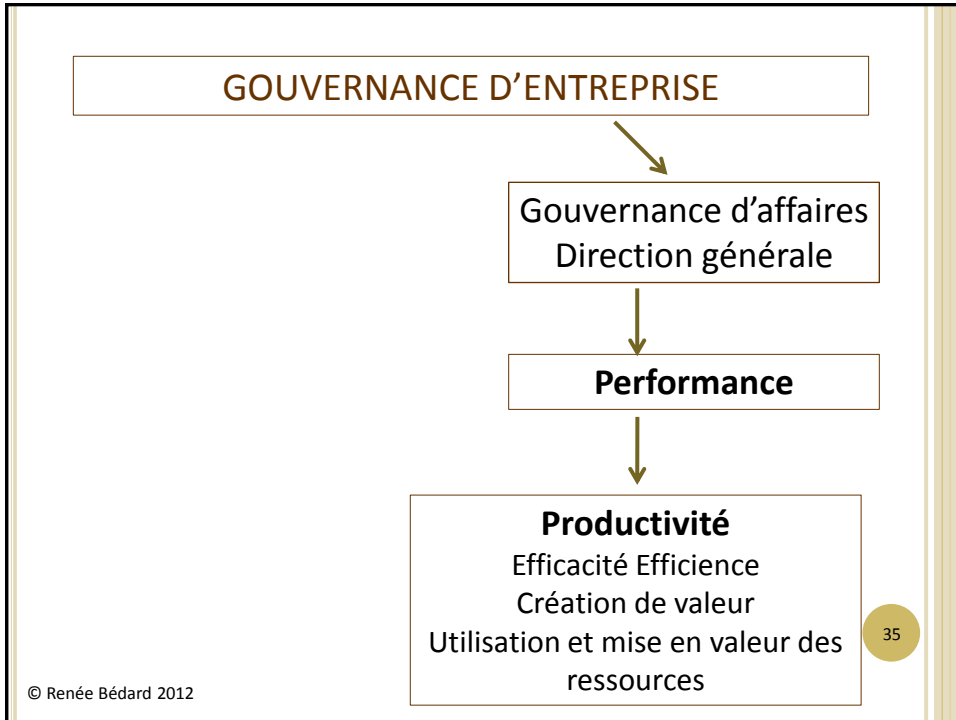 GOUVERNANCE D’ENTREPRISE
Gouvernance d’affaires
Direction générale
Performance
Productivité
Efficacité Efficience
Création de valeur
Utilisation et mise en valeur des
ressources
35
© Renée Bédard 2012